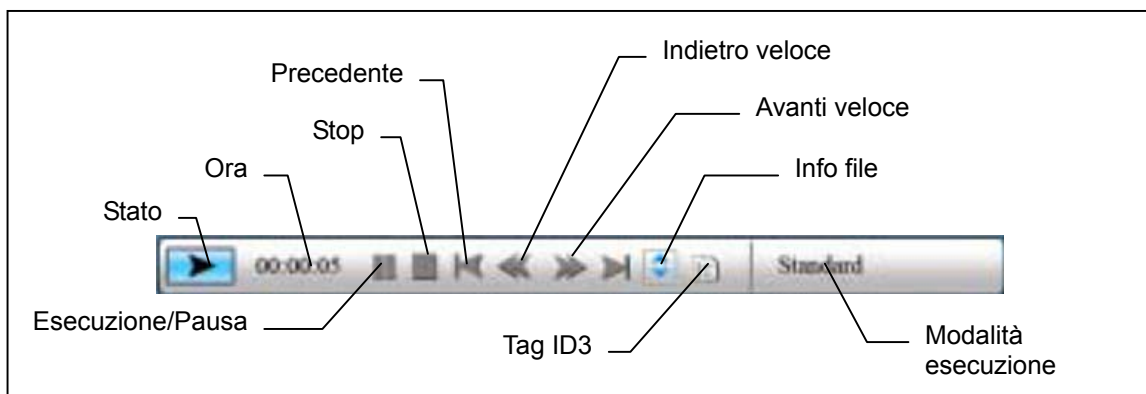 Indietro veloce
Precedente
Avanti veloce
Stop
Ora
Info file
Stato
00:00:05
Standard
Esecuzione/Pausa
Tag ID3
Modalità
esecuzione